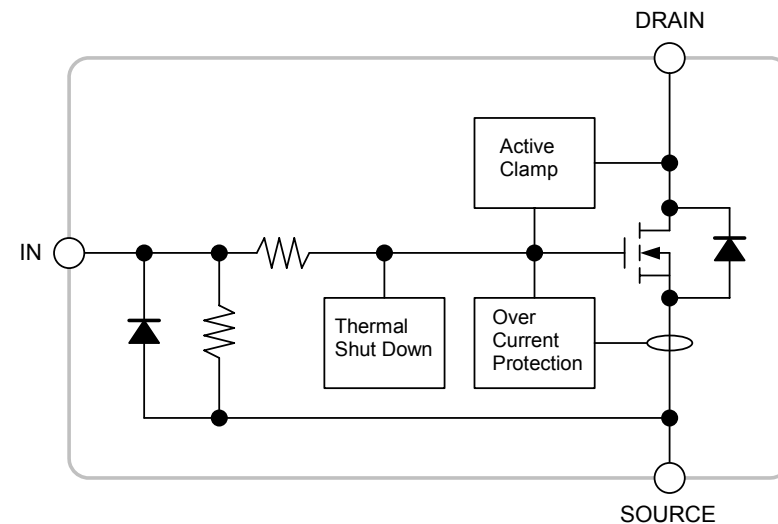 DRAIN
Active
Clamp
IN
Thermal
Shut Down
Over
Current
Protection
SOURCE